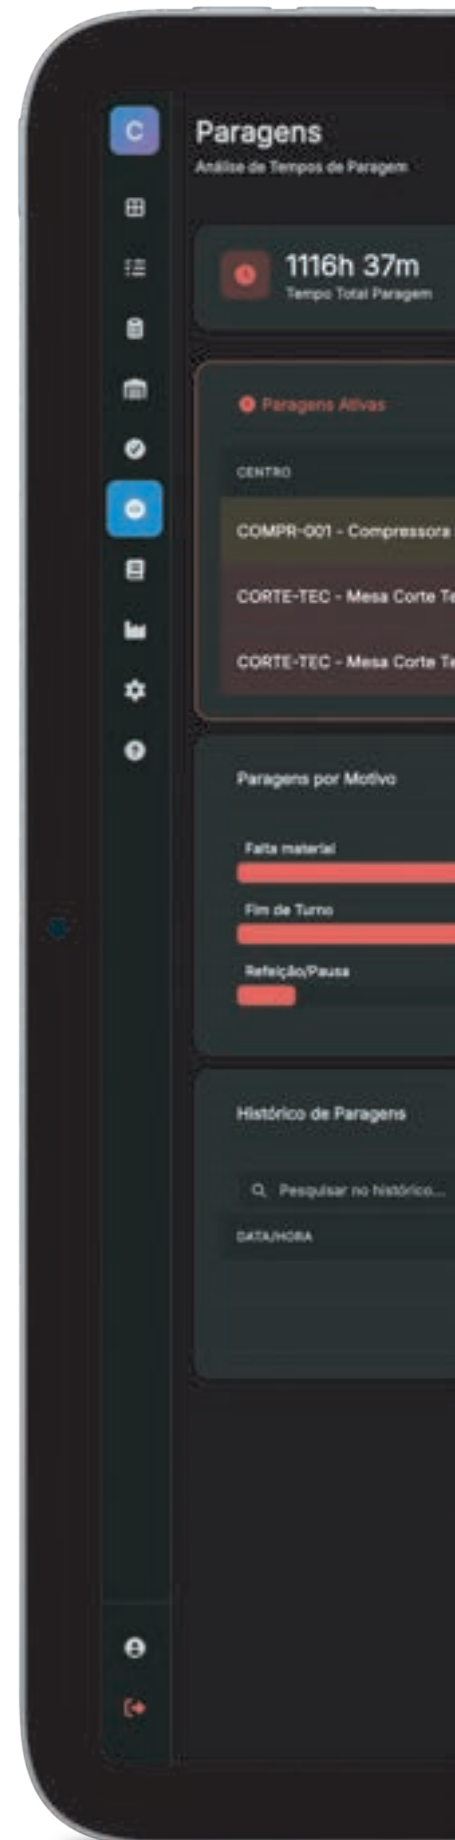 C
Paragens
Análise de Tempos de Paragem
1116h 37m
Tempo Total Paragem
Paragens Ativas
CENTRO
COMPR-001 - Compressora
CORTE-TEC - Mesa Corte Te
CORTE-TEC - Mesa Corte Te
Paragens por Motivo
Falta material
Fim de Turno
Refeição/Pausa
Histórico de Paragens
Pesquisar no histórico...
DATA/HORA